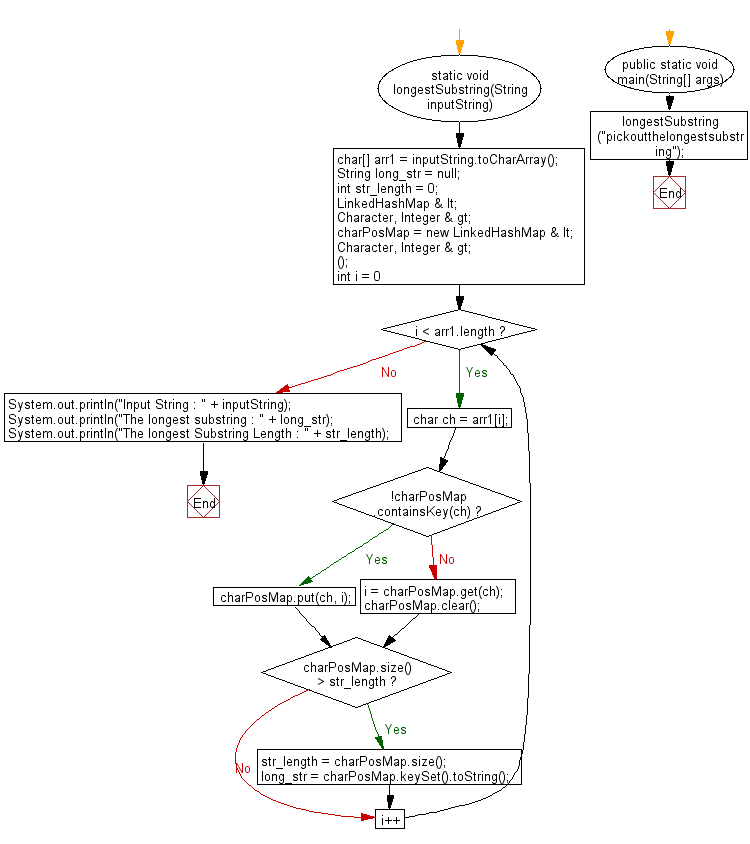 static void
longestSubstring(String
inputString)
public static void
main(String[] args)
longestSubstring
("pickoutthelongestsubstr
ing");
End
char[] arr1 = inputString.toCharArray();
String long_str = null;
int str_length = 0;
LinkedHashMap & lt;
Character, Integer & gt;
charPosMap = new LinkedHashMap & lt;
Character, Integer & gt;
();
int i = 0
i < arr1.length ?
No
Yes
System.out.println("Input String : " + inputString);
System.out.println("The longest substring : " + long_str);
System.out.println("The longest Substring Length : " + str_length);
End
char ch = arr1[i];
!charPosMap
containsKey(ch) ?
Yes
No
charPosMap.put(ch, i);
i = charPosMap.get(ch);
charPosMap.clear();
charPosMap.size()
> str_length ?
Yes
No
str_length = charPosMap.size();
long_str = charPosMap.keySet().toString();
i++